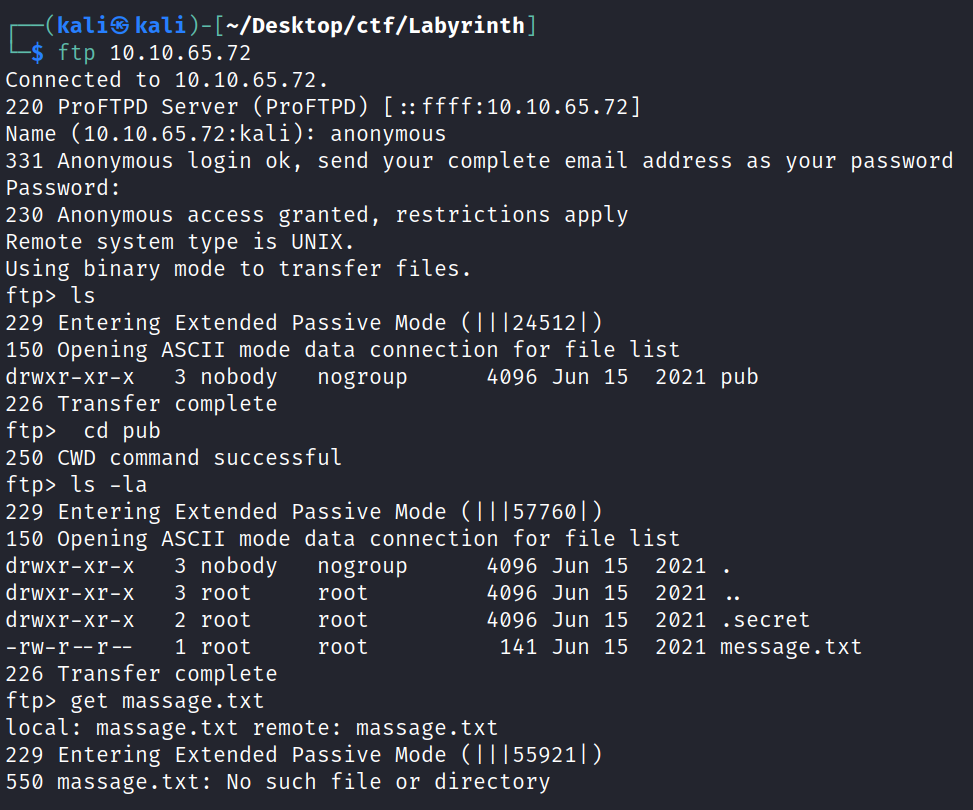 ┌──(kali㉿kali)-[~/Desktop/ctf/Labyrinth]
└─$ ftp 10.10.65.72
Connected to 10.10.65.72.
220 ProFTPD Server (ProFTPD) [::ffff:10.10.65.72]
Name (10.10.65.72:kali): anonymous
331 Anonymous login ok, send your complete email address as your password
Password:
230 Anonymous access granted, restrictions apply
Remote system type is UNIX.
Using binary mode to transfer files.
ftp> ls
229 Entering Extended Passive Mode (|||24512|)
150 Opening ASCII mode data connection for file list
drwxr-xr-x   3 nobody   nogroup      4096 Jun 15  2021 pub
226 Transfer complete
ftp>  cd pub
250 CWD command successful
ftp> ls -la
229 Entering Extended Passive Mode (|||57760|)
150 Opening ASCII mode data connection for file list
drwxr-xr-x   3 nobody   nogroup      4096 Jun 15  2021 .
drwxr-xr-x   3 root     root         4096 Jun 15  2021 ..
drwxr-xr-x   2 root     root         4096 Jun 15  2021 .secret
-rw-r--r--   1 root     root          141 Jun 15  2021 message.txt
226 Transfer complete
ftp> get massage.txt
local: massage.txt remote: massage.txt
229 Entering Extended Passive Mode (|||55921|)
550 massage.txt: No such file or directory